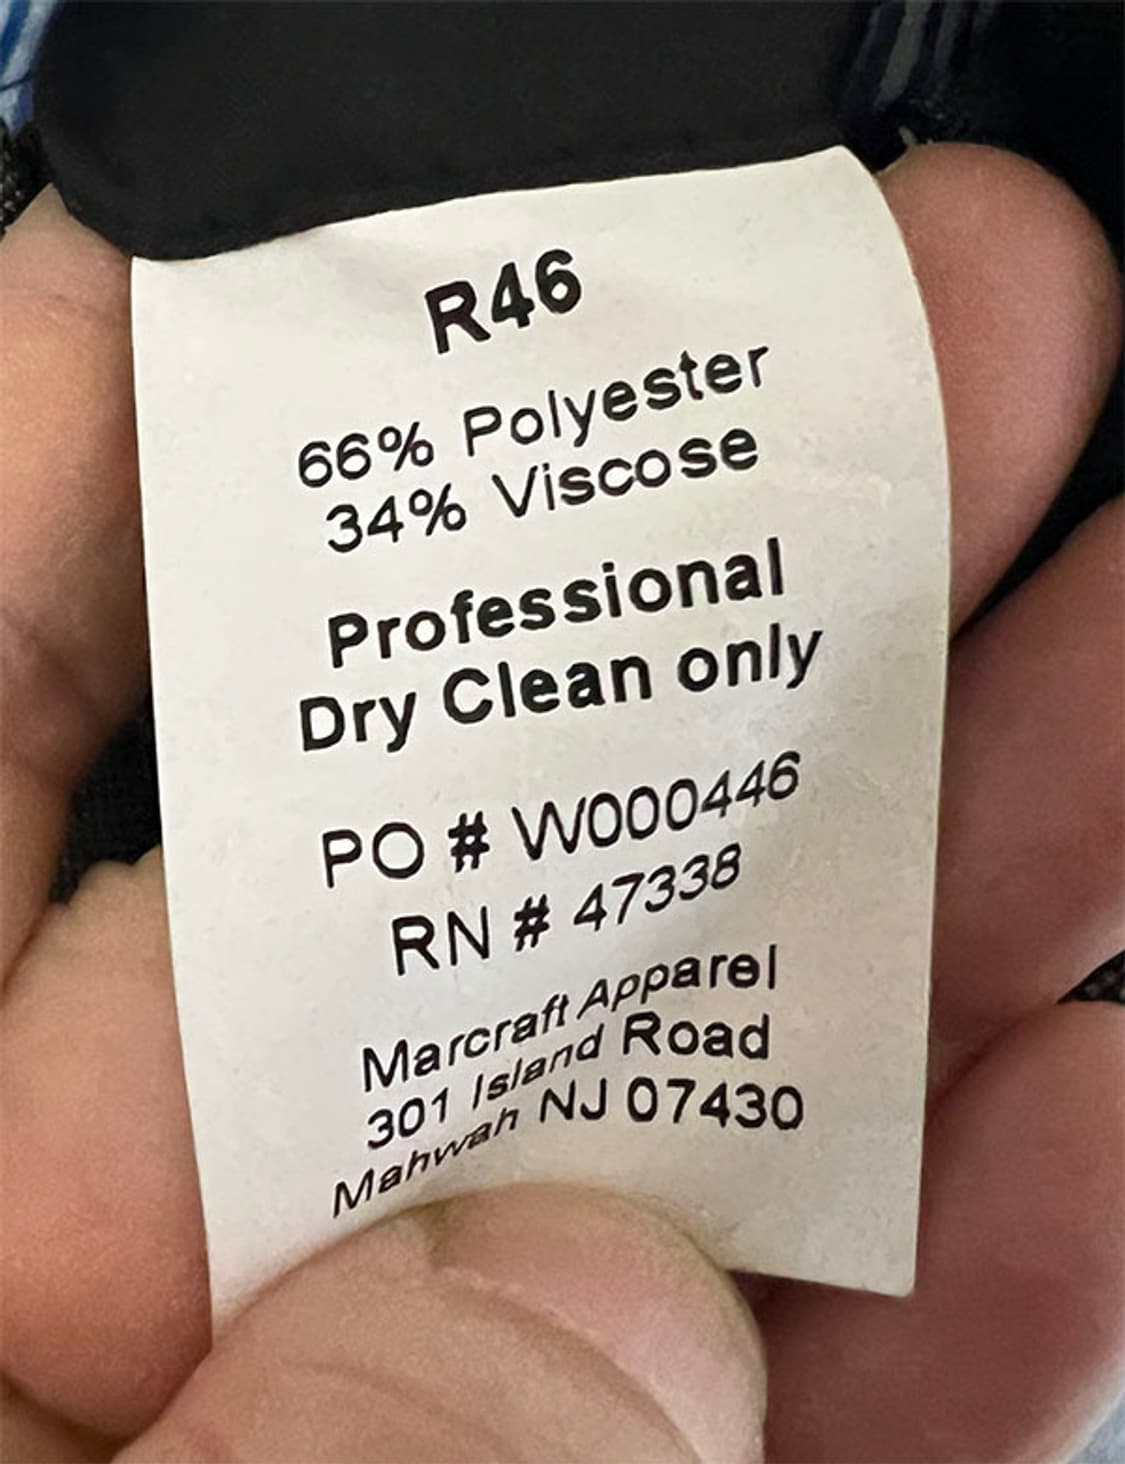 R46
66% Polyester
34% Viscose
Professional
Dry Clean only
PO # W000446
RN # 47338
Marcraft Apparel
301 Island Road
Mahwah NJ 07430